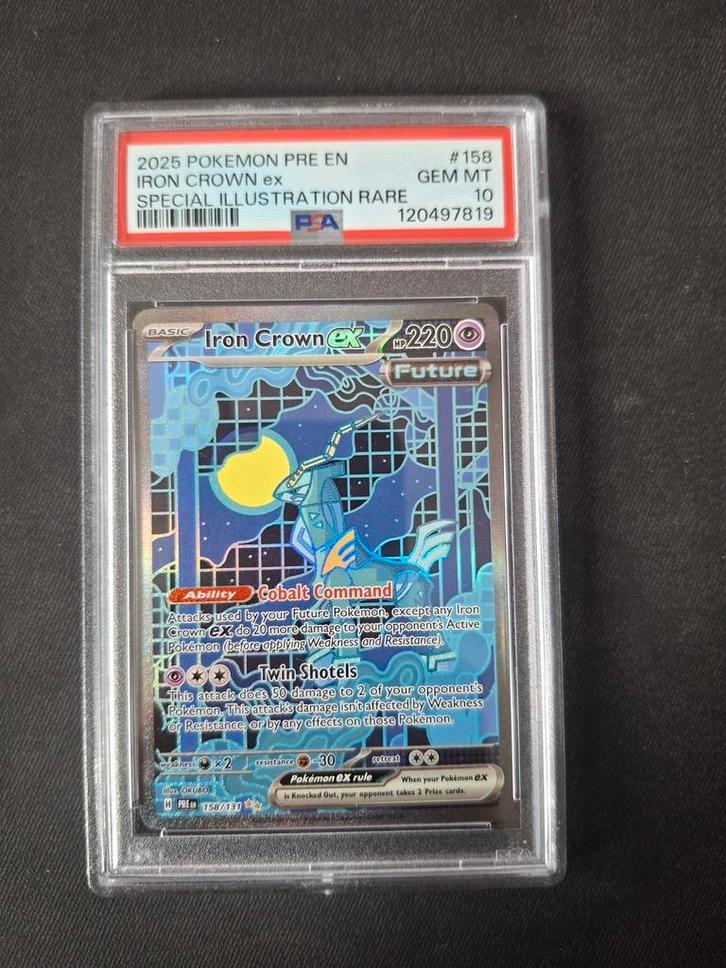 2025 POKEMON PRE EN #158
IRON CROWN ex GEM MT
SPECIAL ILLUSTRATION RARE 10
PSA 120497819
BASIC Iron Crown ex HP 220
Future
Ability Cobalt Command
Attacks used by your Future Pokémon, except any Iron
Crown ex, do 20 more damage to your opponent's Active
Pokémon (before applying Weakness and Resistance).
Twin Shotels
This attack does 50 damage to 2 of your opponent's
Pokémon. This attack's damage isn't affected by Weakness
or Resistance, or by any effects on those Pokémon.
weakness ×2 resistance -30 retreat
Pokémon ex rule When your Pokémon ex
is Knocked Out, your opponent takes 2 Prize cards.
Illus. OKUBO
H PRE EN 158/131